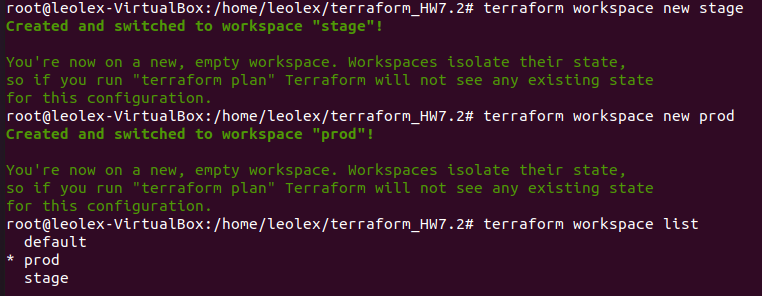 root@leolex-VirtualBox:/home/leolex/terraform_HW7.2# terraform workspace new stage
Created and switched to workspace "stage"!
You're now on a new, empty workspace. Workspaces isolate their state,
so if you run "terraform plan" Terraform will not see any existing state
for this configuration.
root@leolex-VirtualBox:/home/leolex/terraform_HW7.2# terraform workspace new prod
Created and switched to workspace "prod"!
You're now on a new, empty workspace. Workspaces isolate their state,
so if you run "terraform plan" Terraform will not see any existing state
for this configuration.
root@leolex-VirtualBox:/home/leolex/terraform_HW7.2# terraform workspace list
  default
* prod
  stage